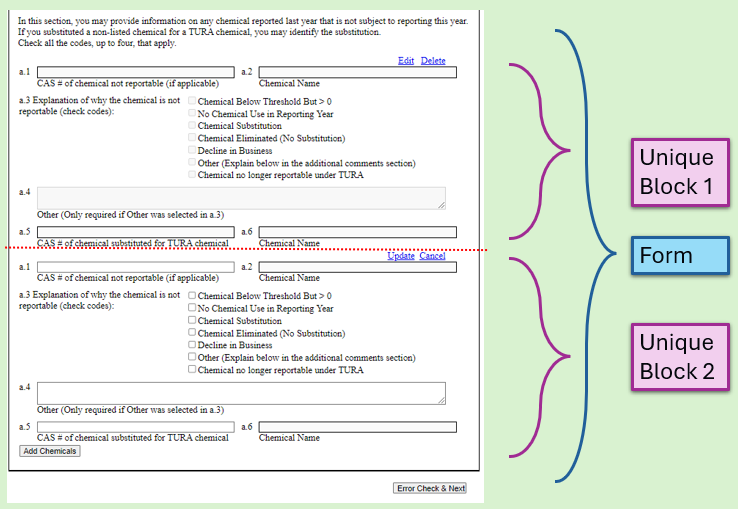 In this section, you may provide information on any chemical reported last year that is not subject to reporting this year.
If you substituted a non-listed chemical for a TURA chemical, you may identify the substitution.
Check all the codes, up to four, that apply.
Edit Delete
a.1 a.2
CAS # of chemical not reportable (if applicable) Chemical Name
a.3 Explanation of why the chemical is not reportable (check codes):
Chemical Below Threshold But > 0
No Chemical Use in Reporting Year
Chemical Substitution
Chemical Eliminated (No Substitution)
Decline in Business
Other (Explain below in the additional comments section)
Chemical no longer reportable under TURA
a.4
Other (Only required if Other was selected in a.3)
a.5 a.6
CAS # of chemical substituted for TURA chemical Chemical Name
Update Cancel
a.1 a.2
CAS # of chemical not reportable (if applicable) Chemical Name
a.3 Explanation of why the chemical is not reportable (check codes):
Chemical Below Threshold But > 0
No Chemical Use in Reporting Year
Chemical Substitution
Chemical Eliminated (No Substitution)
Decline in Business
Other (Explain below in the additional comments section)
Chemical no longer reportable under TURA
a.4
Other (Only required if Other was selected in a.3)
a.5 a.6
CAS # of chemical substituted for TURA chemical Chemical Name
Add Chemicals
Error Check & Next
Unique
Block 1
Form
Unique
Block 2